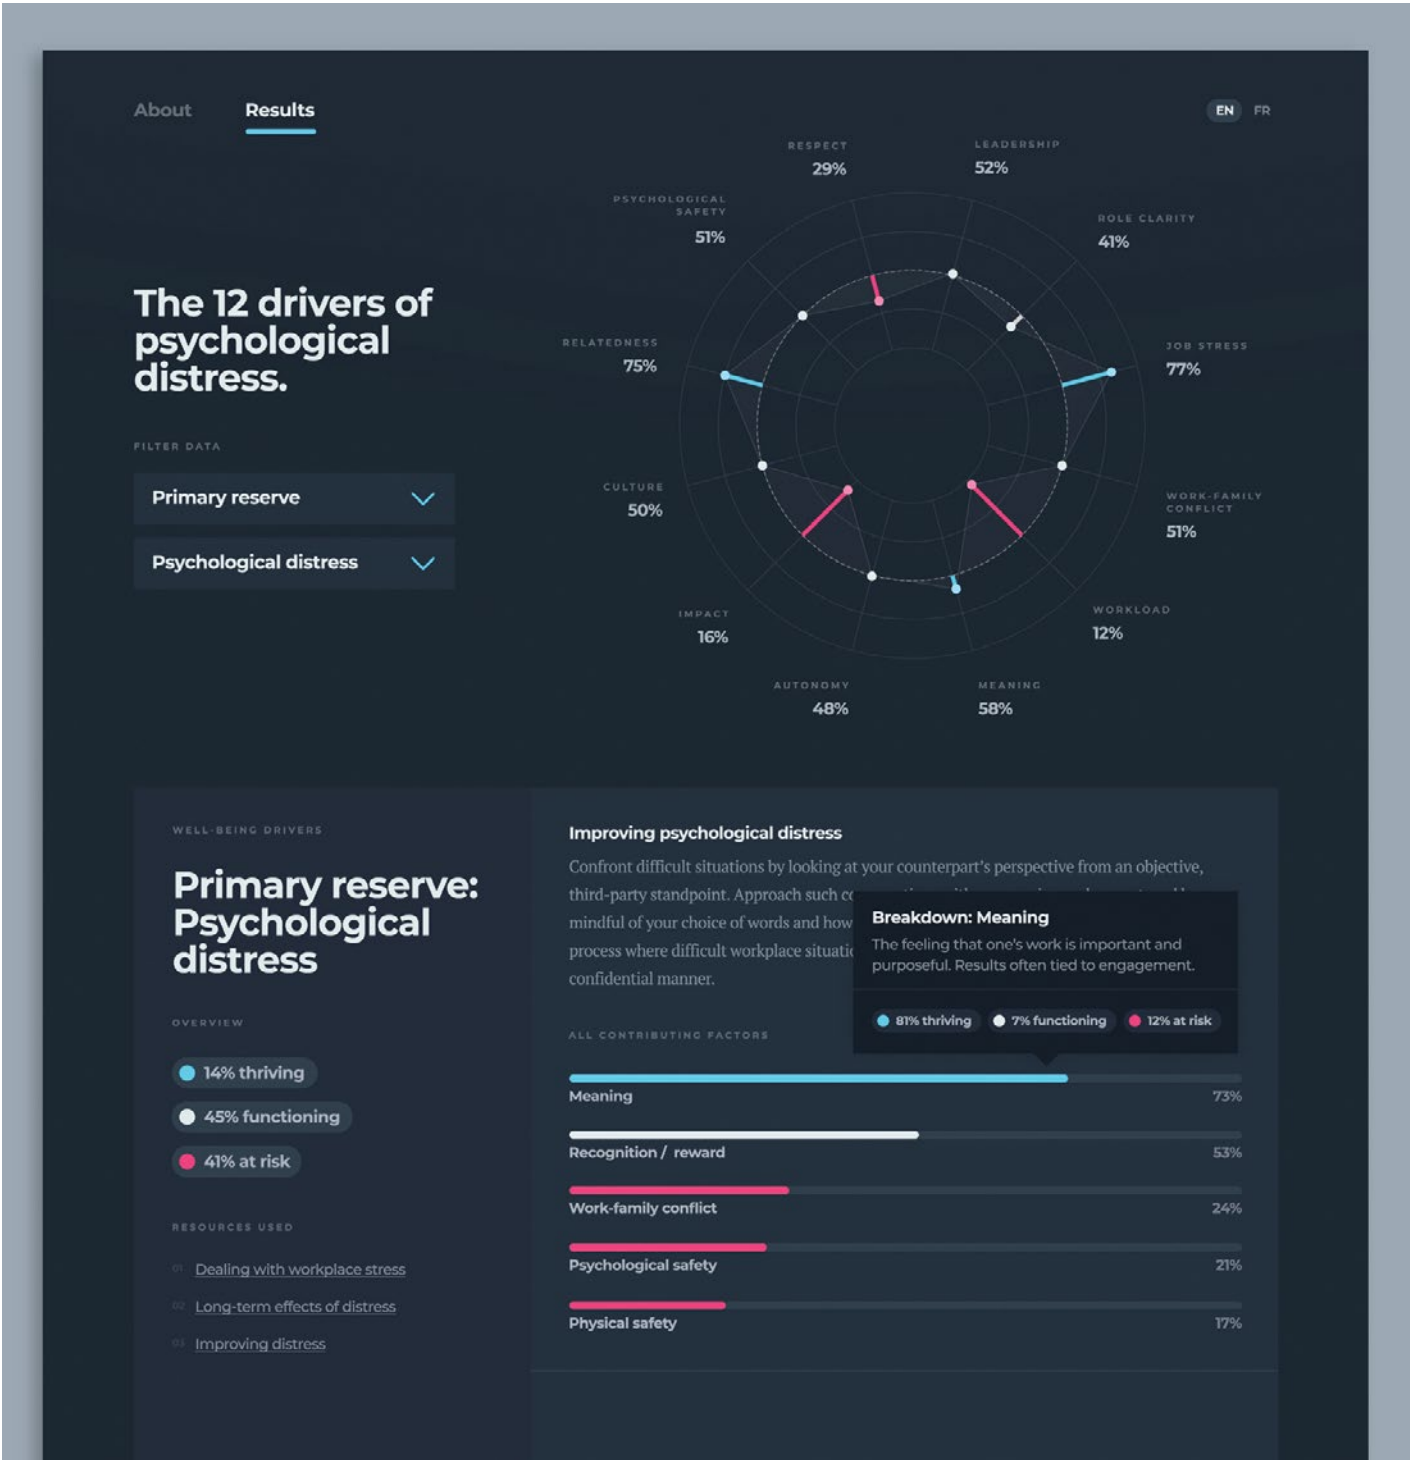 About
Results
EN
FR
The 12 drivers of
psychological
distress.
FILTER DATA
Primary reserve
Psychological distress
RESPECT
29%
LEADERSHIP
52%
PSYCHOLOGICAL
SAFETY
51%
ROLE CLARITY
41%
RELATEDNESS
75%
JOB STRESS
77%
CULTURE
50%
WORK-FAMILY
CONFLICT
51%
IMPACT
16%
WORKLOAD
12%
AUTONOMY
48%
MEANING
58%
WELL-BEING DRIVERS
Primary reserve:
Psychological
distress
OVERVIEW
14% thriving
45% functioning
41% at risk
RESOURCES USED
01 Dealing with workplace stress
02 Long-term effects of distress
03 Improving distress
Improving psychological distress
Confront difficult situations by looking at your counterpart's perspective from an objective,
third-party standpoint. Approach such
mindful of your choice of words and how
process where difficult workplace
confidential manner.
Breakdown: Meaning
The feeling that one's work is important and
purposeful. Results often tied to engagement.
81% thriving
7% functioning
12% at risk
ALL CONTRIBUTING FACTORS
Meaning
73%
Recognition / reward
53%
Work-family conflict
24%
Psychological safety
21%
Physical safety
17%